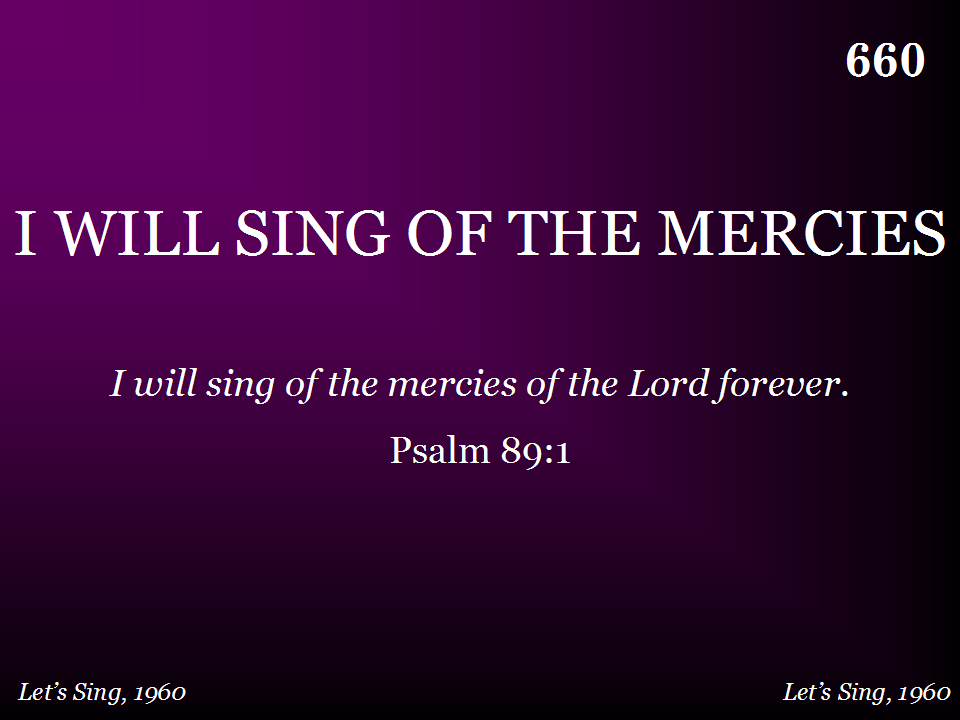 660
I WILL SING OF THE MERCIES
I will sing of the mercies of the Lord forever.
Psalm 89:1
Let’s Sing, 1960
Let’s Sing, 1960